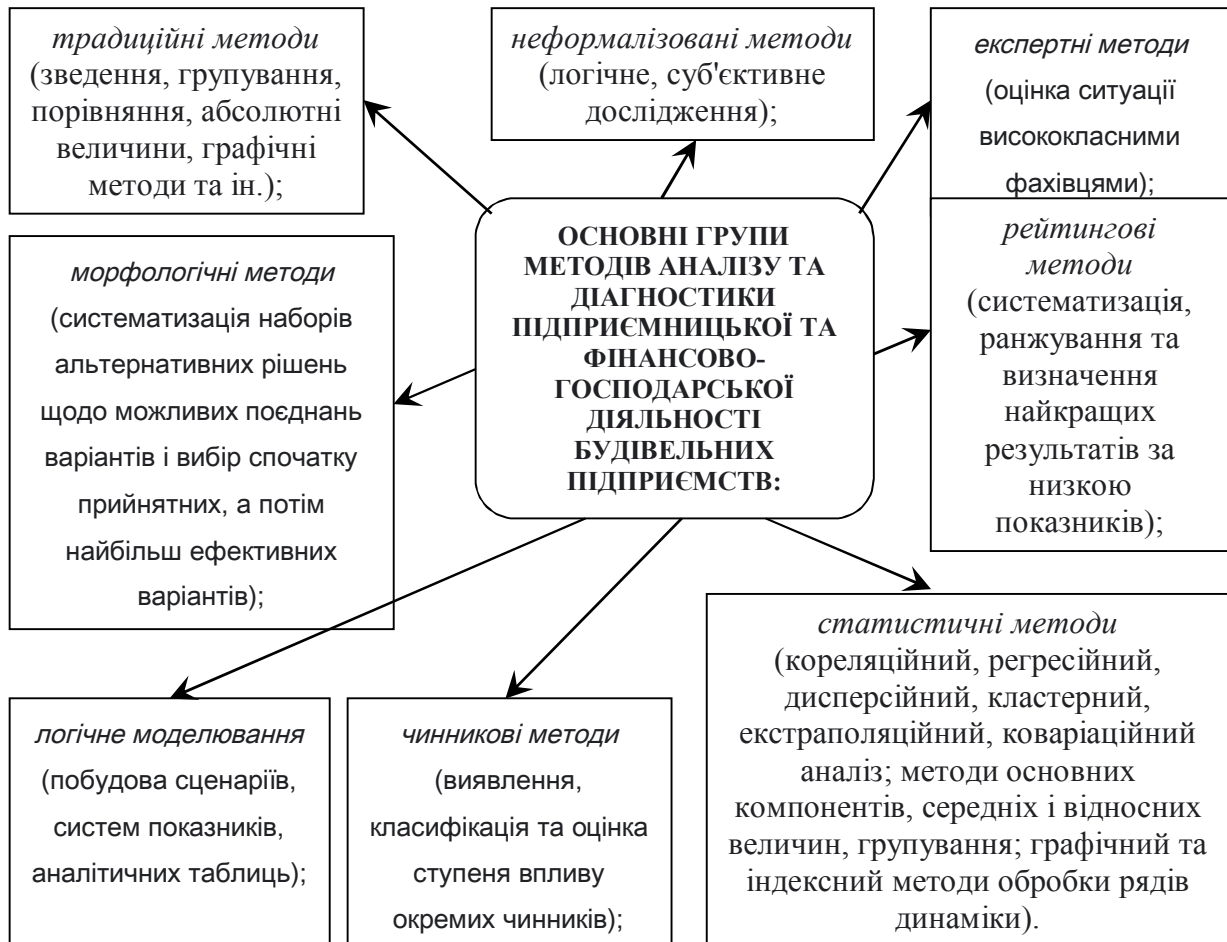 традиційні методи
(зведення, групування,
порівняння, абсолютні
величини, графічні
методи та ін.);
неформалізовані методи
(логічне, суб'єктивне
дослідження);
експертні методи
(оцінка ситуації
висококласними
фахівцями);
ОСНОВНІ ГРУПИ
МЕТОДІВ АНАЛІЗУ ТА
ДІАГНОСТИКИ
ПІДПРИЄМНИЦЬКОЇ ТА
ФІНАНСОВО-
ГОСПОДАРСЬКОЇ
ДІЯЛЬНОСТІ
БУДІВЕЛЬНИХ
ПІДПРИЄМСТВ:
морфологічні методи
(систематизація наборів
альтернативних рішень
щодо можливих поєднань
варіантів і вибір спочатку
прийнятних, а потім
найбільш ефективних
варіантів);
рейтингові
методи
(систематизація,
ранжування та
визначення
найкращих
результатів за
низкою
показників);
логічне моделювання
(побудова сценаріїв,
систем показників,
аналітичних таблиць);
чинникові методи
(виявлення,
класифікація та оцінка
ступеня впливу
окремих чинників);
статистичні методи
(кореляційний, регресійний,
дисперсійний, кластерний,
екстраполяційний, коваріаційний
аналіз; методи основних
компонентів, середніх і відносних
величин, групування; графічний та
індексний методи обробки рядів
динаміки).